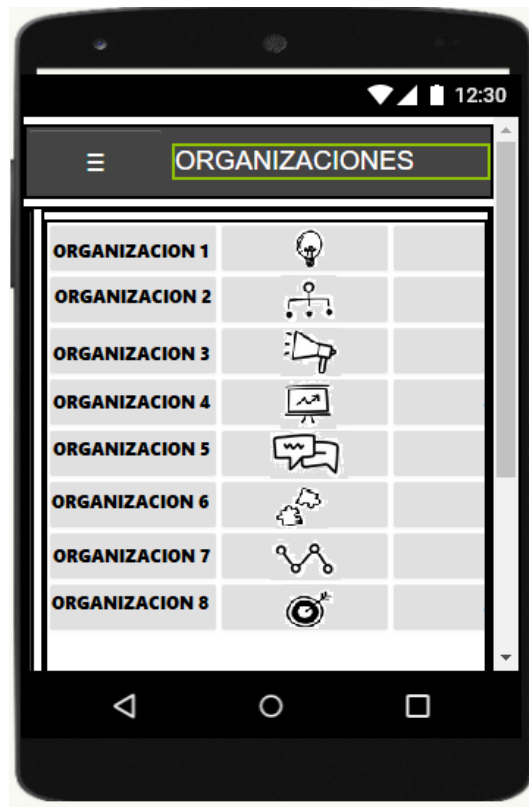 12:30
ORGANIZACIONES
ORGANIZACION 1
ORGANIZACION 2
ORGANIZACION 3
ORGANIZACION 4
ORGANIZACION 5
ORGANIZACION 6
ORGANIZACION 7
ORGANIZACION 8